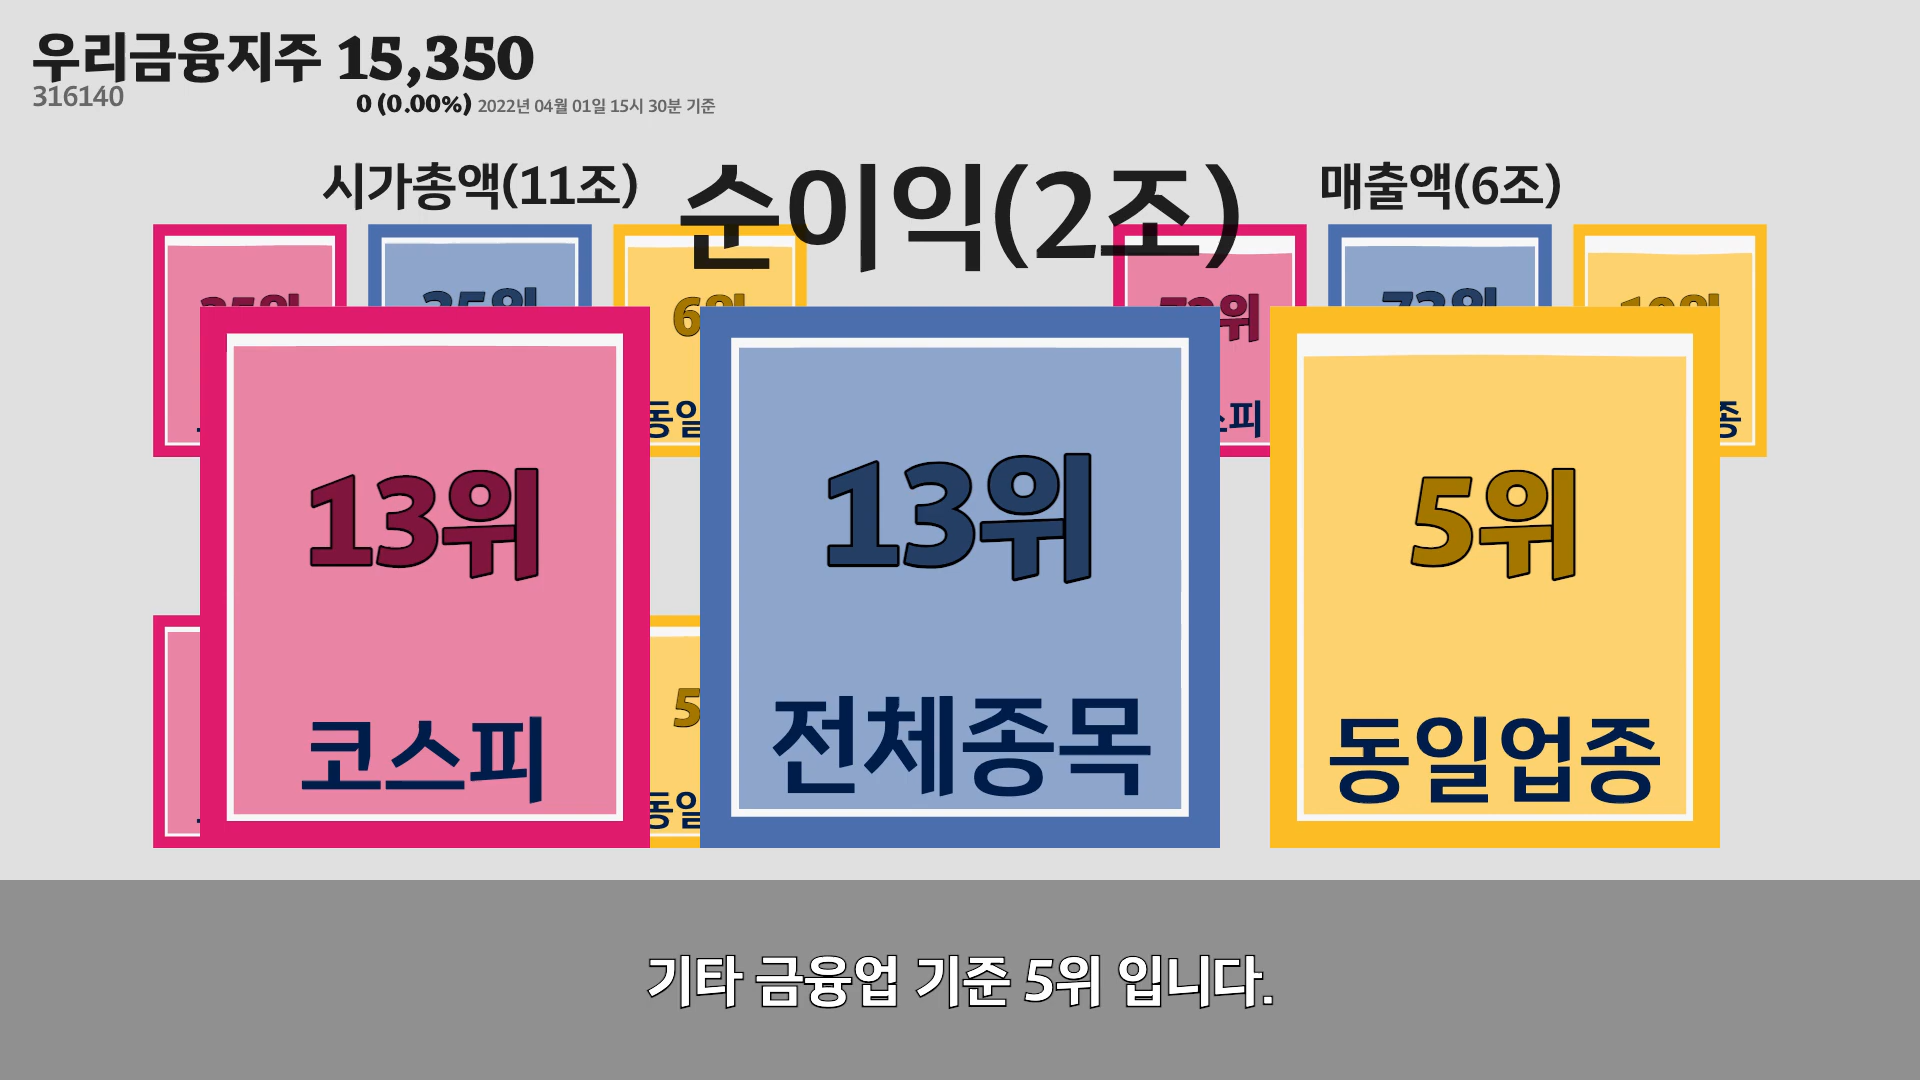 우리금융지주 15,350
316140
0 (0.00%) 2022년 04월 01일 15시 30분 기준
시가총액(11조) 순이익(2조) 매출액(6조)
13위 13위 5위
코스피 전체종목 동일업종
기타 금융업 기준 5위 입니다.